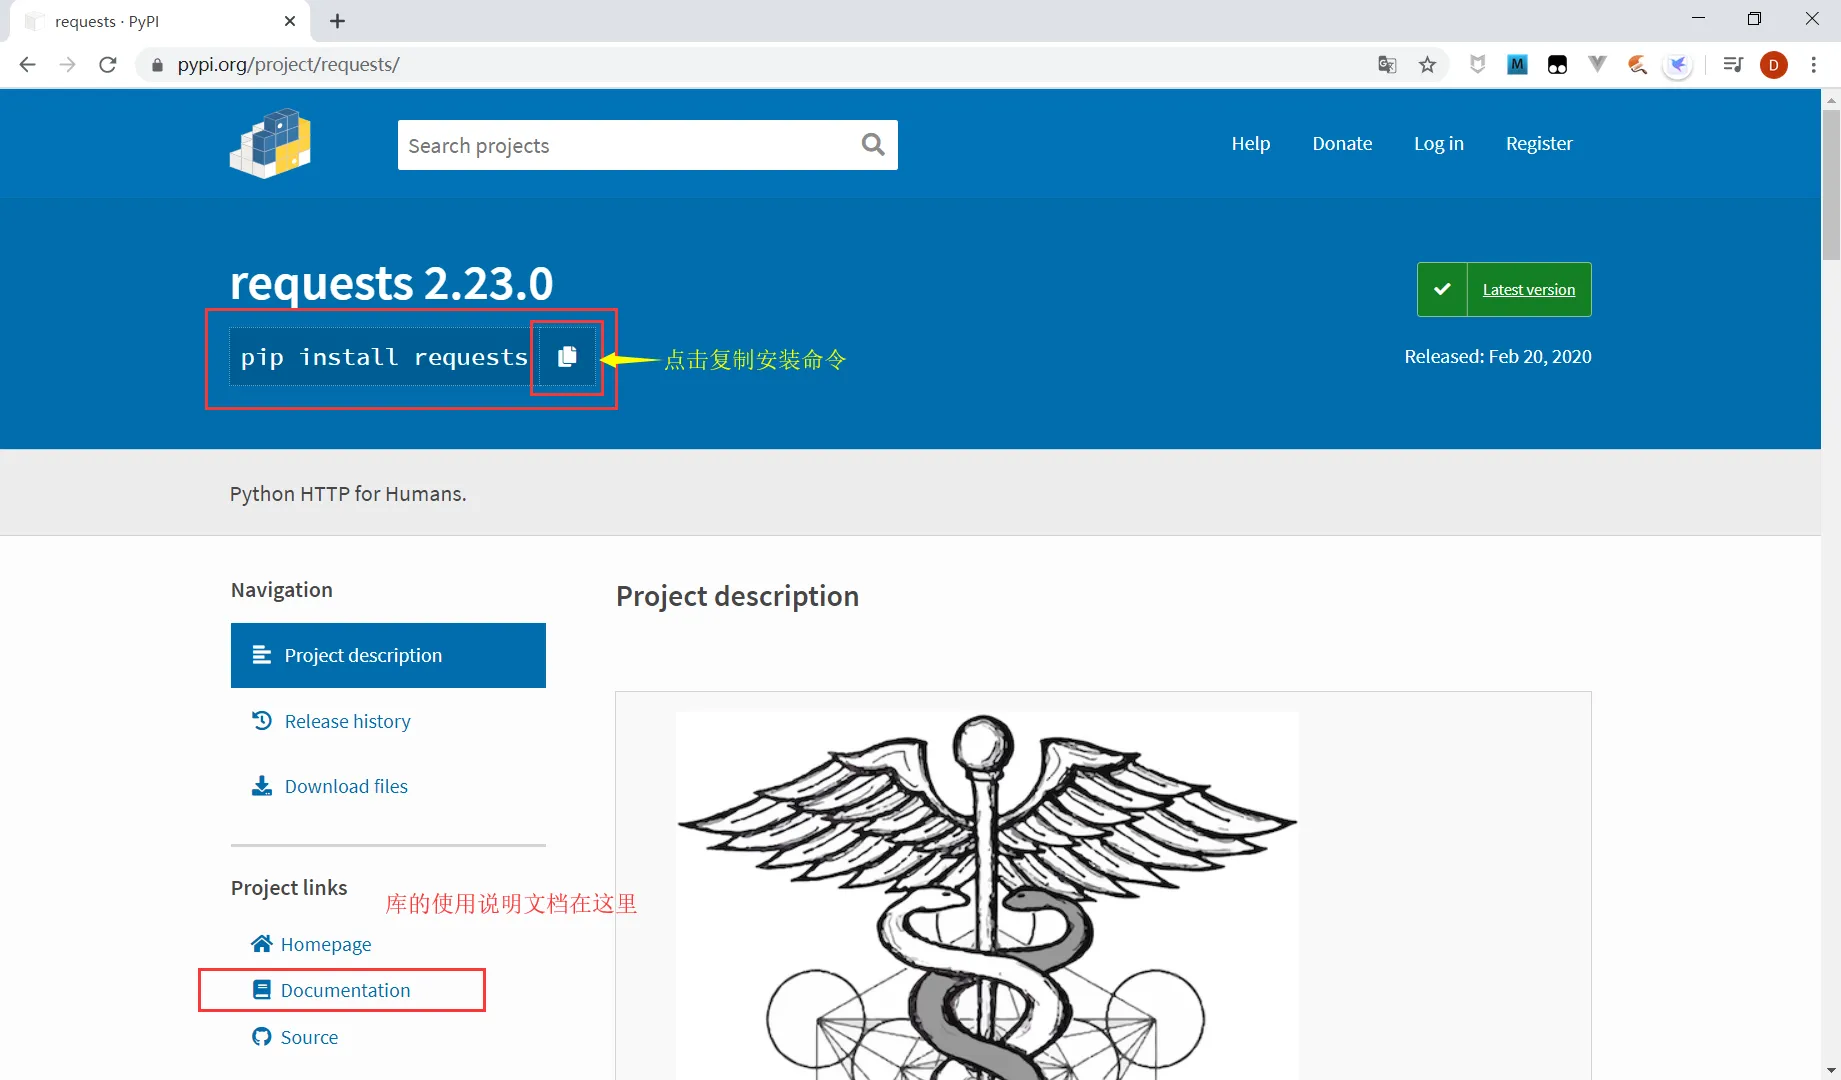 requests · PyPI
pypi.org/project/requests/
M
D
Search projects
Help
Donate
Log in
Register
requests 2.23.0
Latest version
pip install requests
点击复制安装命令
Released: Feb 20, 2020
Python HTTP for Humans.
Navigation
Project description
Project description
Release history
Download files
Project links
库的使用说明文档在这里
Homepage
Documentation
Source